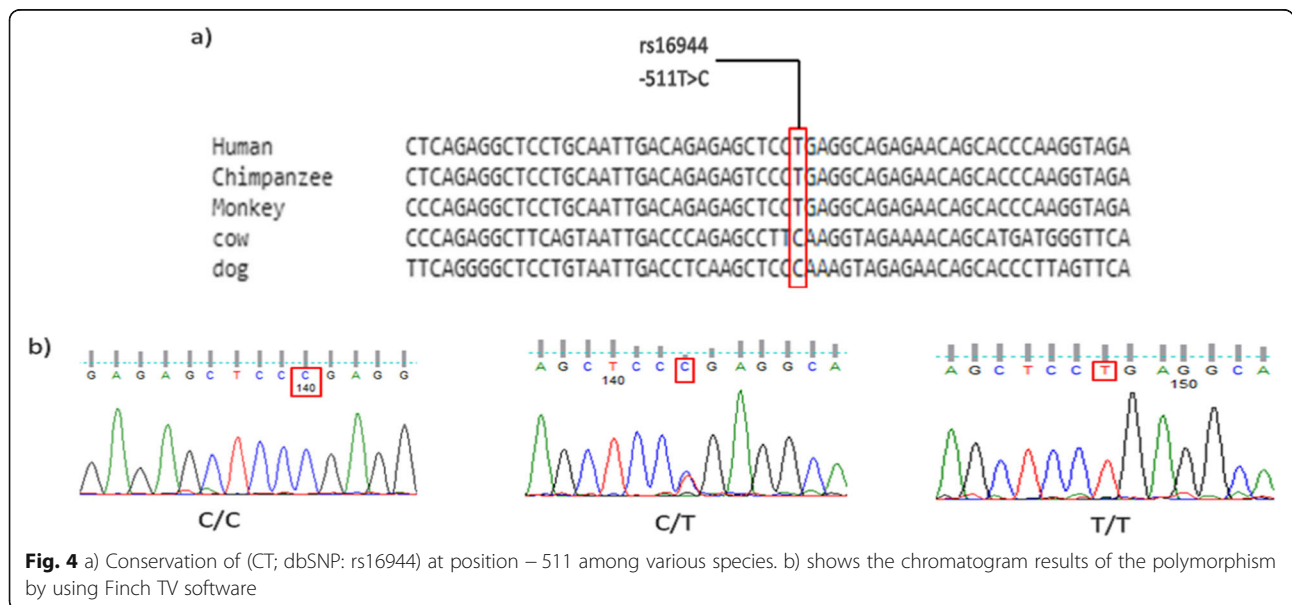 a)
rs16944
-511T>C
Human CTCAGAGGCTCCTGCAATTGACAGAGAGCTCCTGAGGCAGAGAACAGCACCCAAGGTAGA
Chimpanzee CTCAGAGGCTCCTGCAATTGACAGAGAGTCCCTGAGGCAGAGAACAGCACCCAAGGTAGA
Monkey CCCAGAGGCTCCTGCAATTGACAGAGAGCTCCTGAGGCAGAGAACAGCACCCAAGGTAGA
cow CCCAGAGGCTTCAGTAATTGACCCAGAGCCTTCAAGGTAGAAAACAGCATGATGGGTTCA
dog TTCAGGGGCTCCTGTAATTGACCTCAAGCTCCCAAAGTAGAGAACAGCACCCTTAGTTCA
b)
G A G A G C T C C C G A G G
140
A G C T C C C G A G G C A
140
A G C T C C T G A G G C A
150
C/C
C/T
T/T
Fig. 4 a) Conservation of (CT; dbSNP: rs16944) at position − 511 among various species. b) shows the chromatogram results of the polymorphism
by using Finch TV software